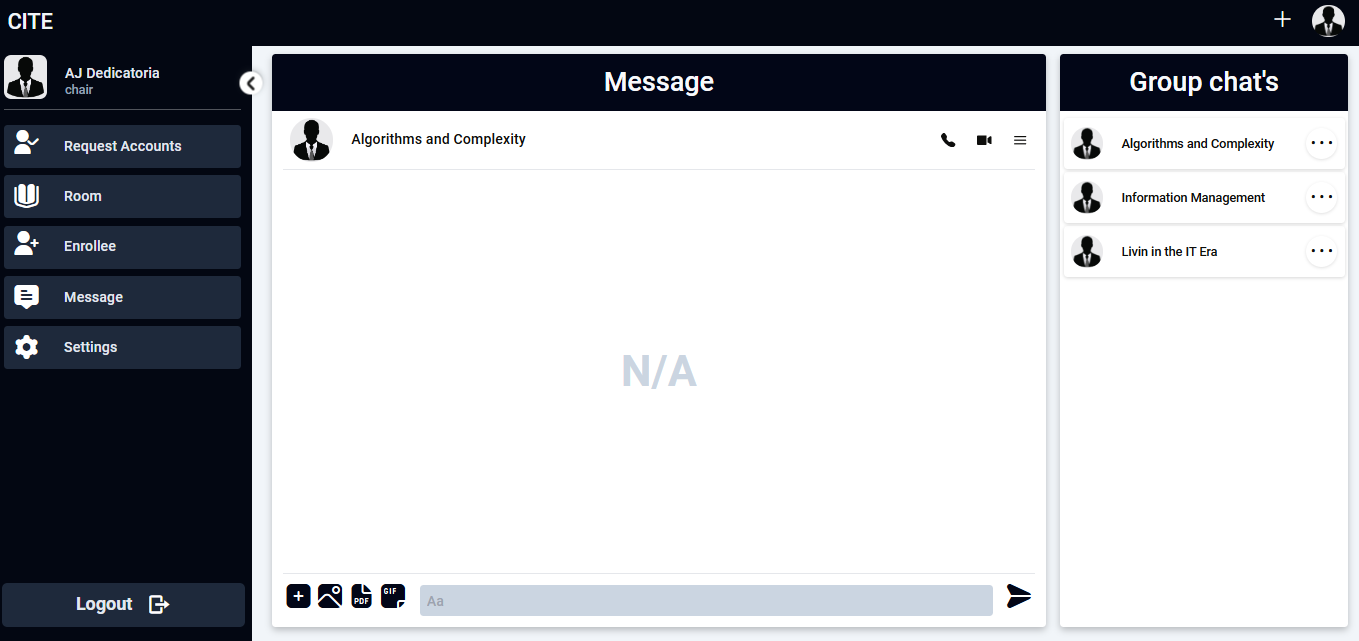 CITE
AJ Dedicatoria
chair
Request Accounts
Room
Enrollee
Message
Settings
Logout
Message
Algorithms and Complexity
N/A
PDF
GIF
Aa
Group chat's
Algorithms and Complexity
Information Management
Livin in the IT Era